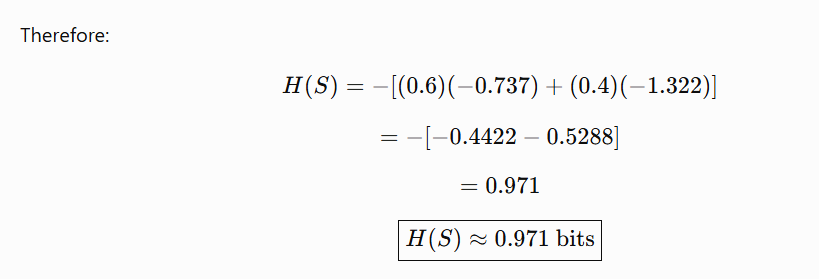 Therefore:
H(S) = −[(0.6)(−0.737) + (0.4)(−1.322)]
= −[−0.4422 − 0.5288]
= 0.971
H(S) ≈ 0.971 bits